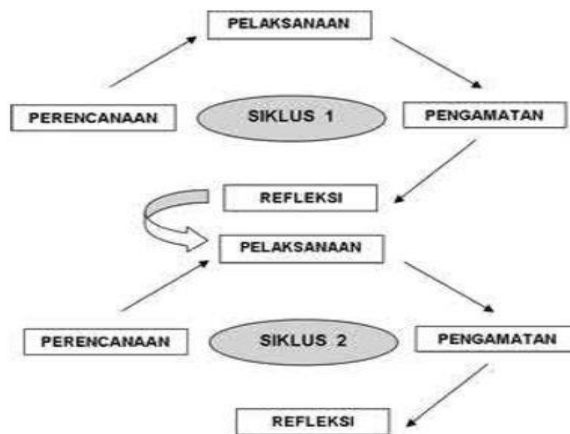 PELAKSANAAN
PERENCANAAN
SIKLUS 1
PENGAMATAN
REFLEKSI
PELAKSANAAN
PERENCANAAN
SIKLUS 2
PENGAMATAN
REFLEKSI